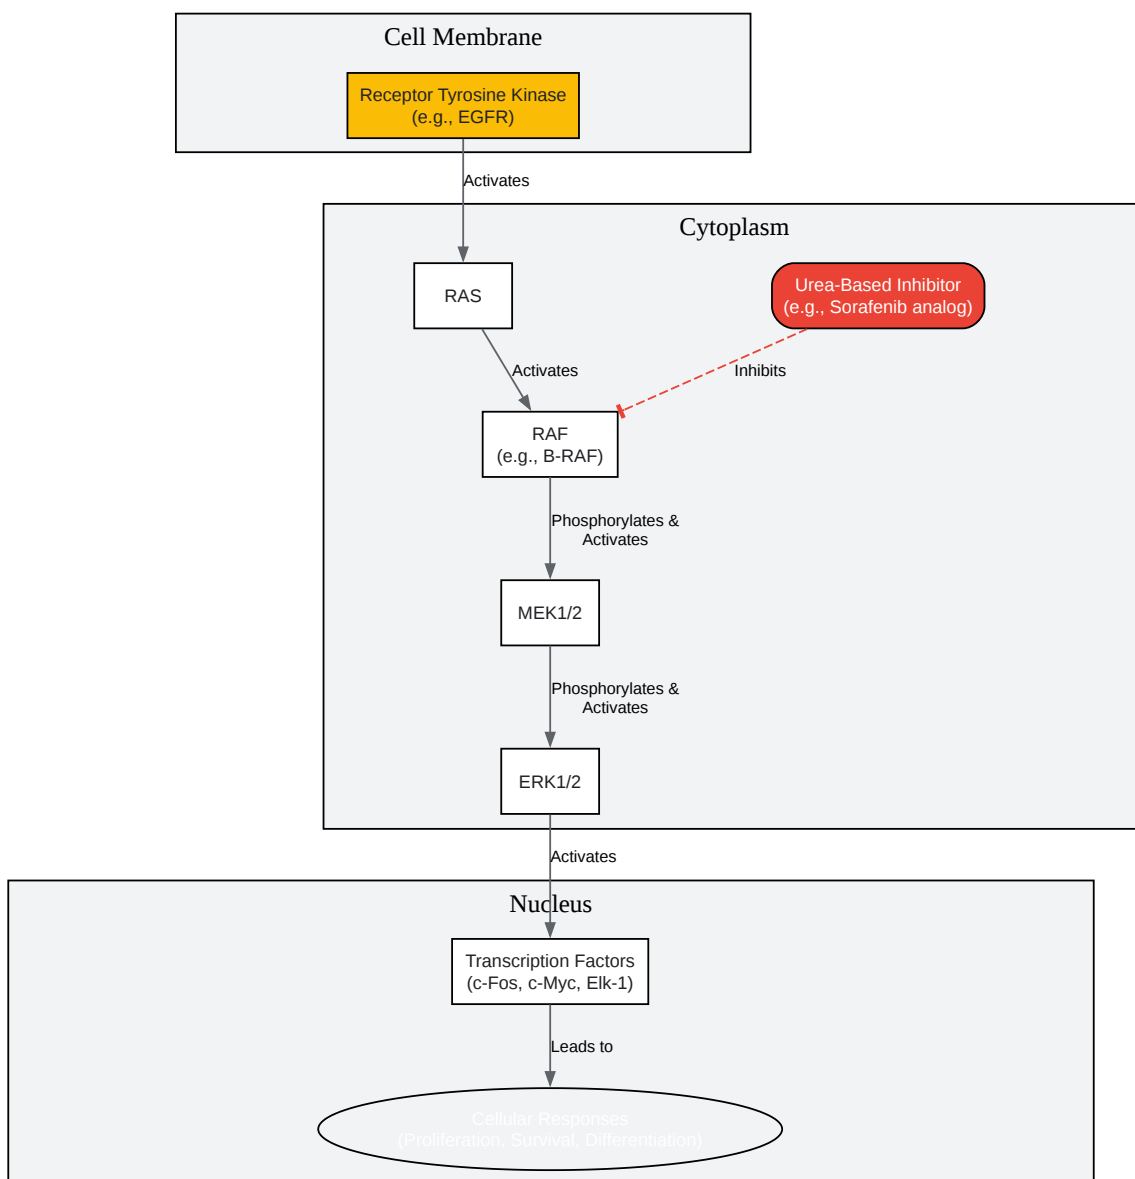 Cell Membrane
Receptor Tyrosine Kinase
(e.g., EGFR)
Activates
Cytoplasm
RAS
Urea-Based Inhibitor
(e.g., Sorafenib analog)
Activates
Inhibits
RAF
(e.g., B-RAF)
Phosphorylates &
Activates
MEK1/2
Phosphorylates &
Activates
ERK1/2
Activates
Nucleus
Transcription Factors
(c-Fos, c-Myc, Elk-1)
Leads to
Cellular Responses
(Proliferation, Survival, Differentiation)